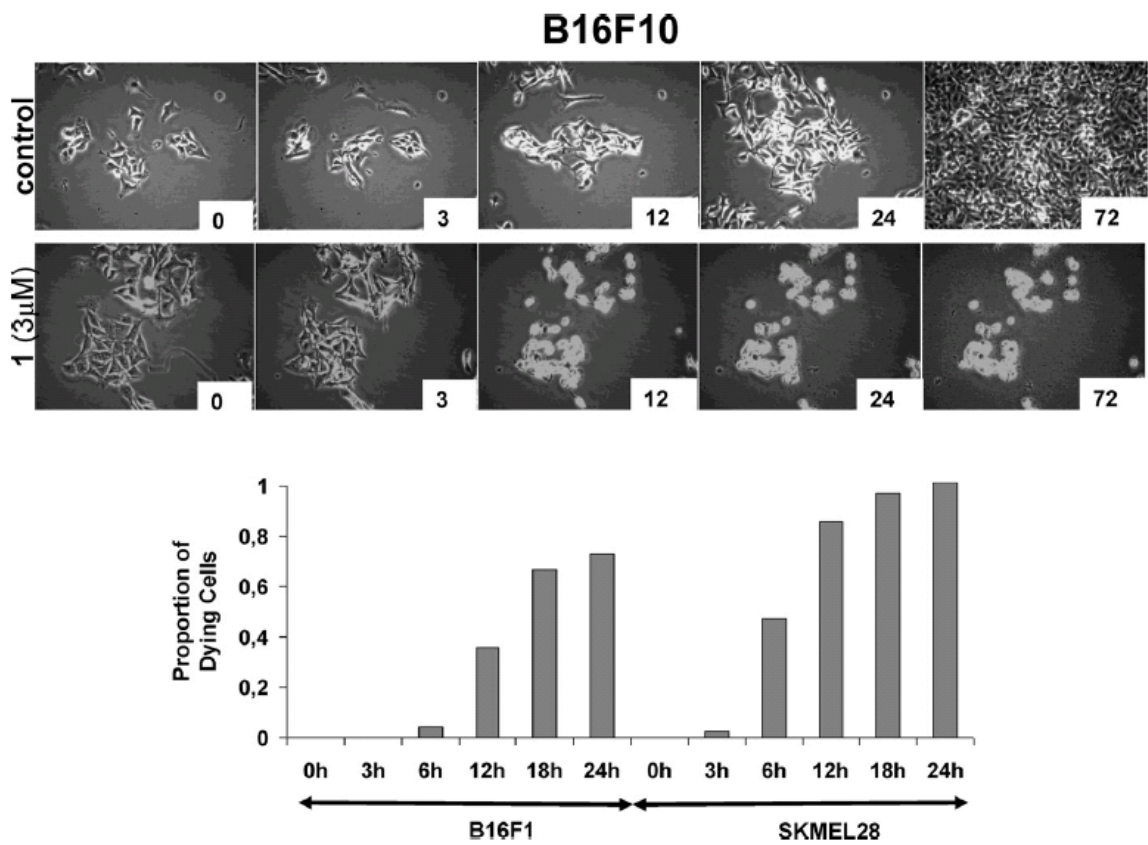 B16F10
control
0
3
12
24
72
1 (3µM)
0
3
12
24
72
Proportion of
Dying Cells
1
0,8
0,6
0,4
0,2
0
0h 3h 6h 12h 18h 24h 0h 3h 6h 12h 18h 24h
B16F1 SKMEL28